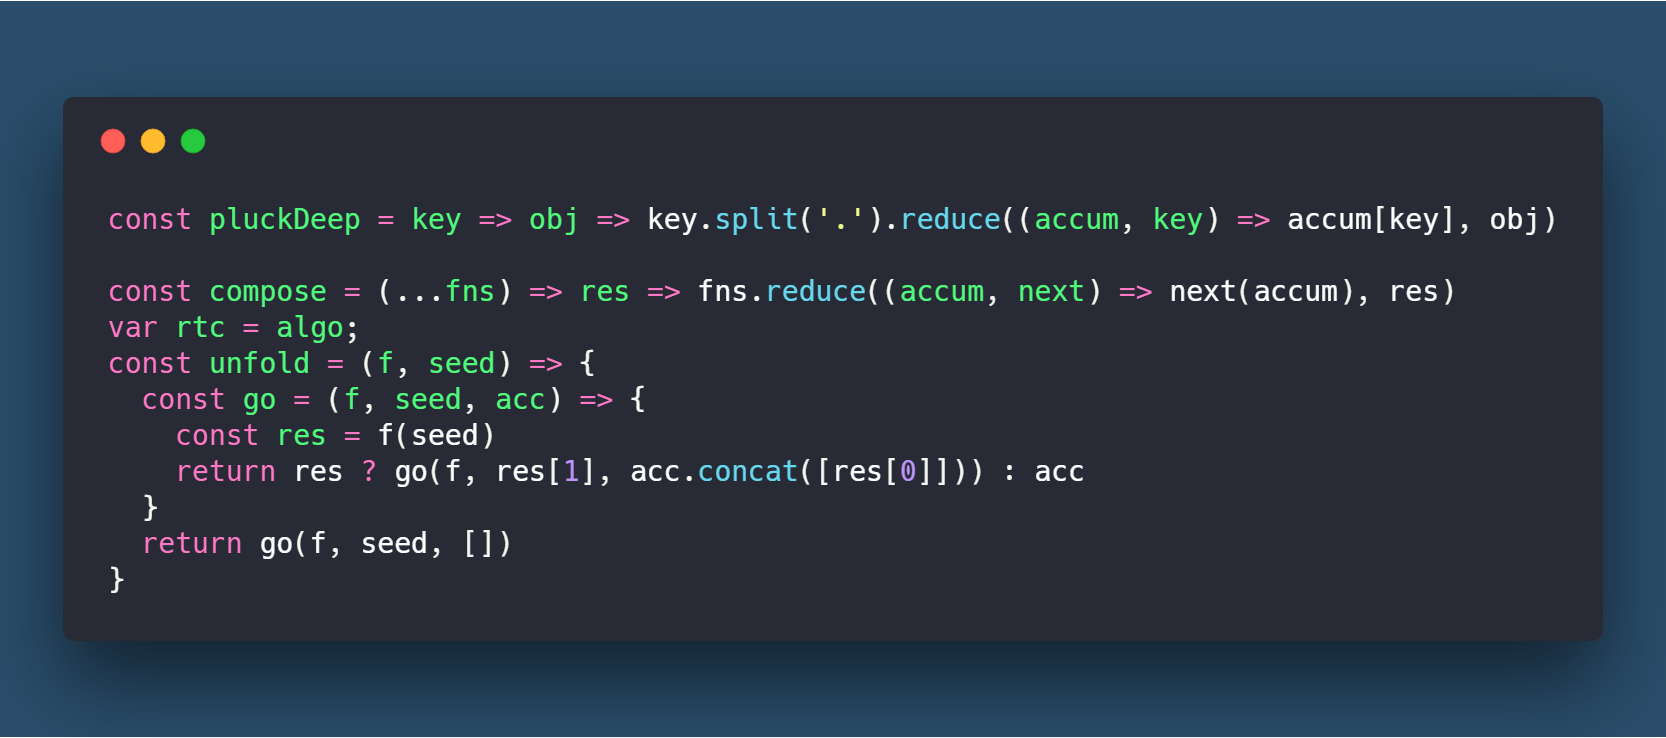 const pluckDeep = key => obj => key.split('.').reduce((accum, key) => accum[key], obj)

const compose = (...fns) => res => fns.reduce((accum, next) => next(accum), res)
var rtc = algo;
const unfold = (f, seed) => {
  const go = (f, seed, acc) => {
    const res = f(seed)
    return res ? go(f, res[1], acc.concat([res[0]])) : acc
  }
  return go(f, seed, [])
}